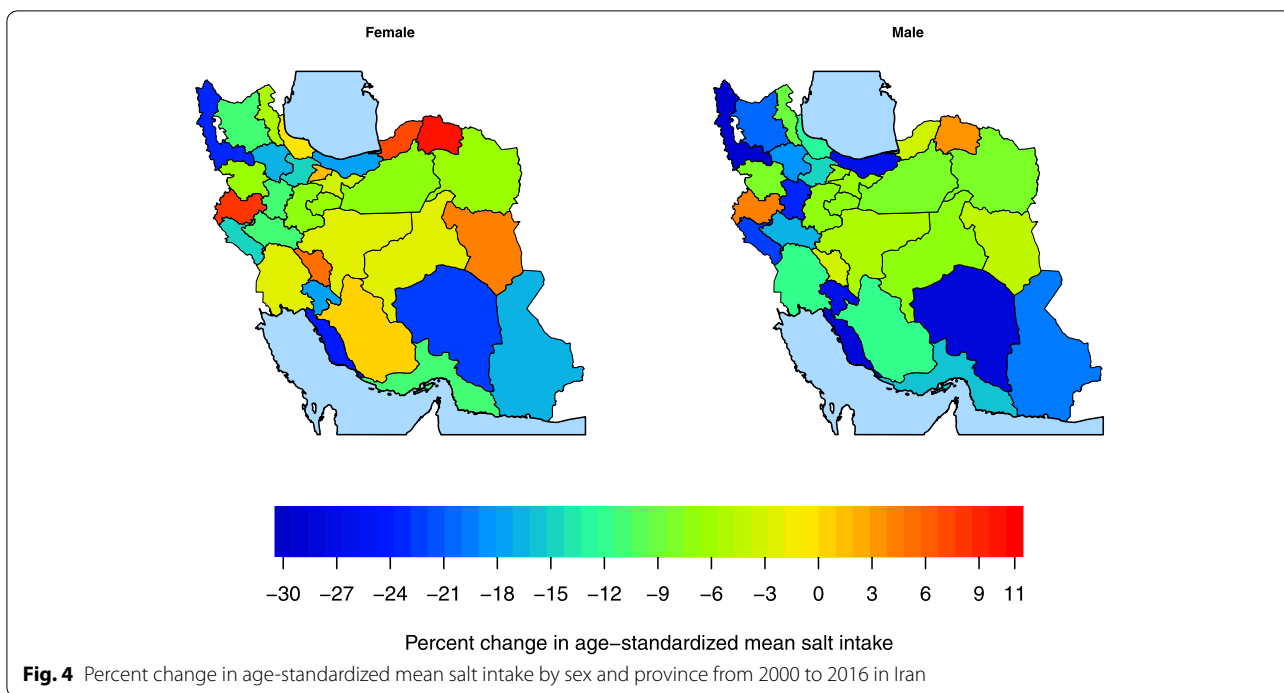 Female Male
−30 −27 −24 −21 −18 −15 −12 −9 −6 −3 0 3 6 9 11
Percent change in age−standardized mean salt intake
Fig. 4 Percent change in age-standardized mean salt intake by sex and province from 2000 to 2016 in Iran